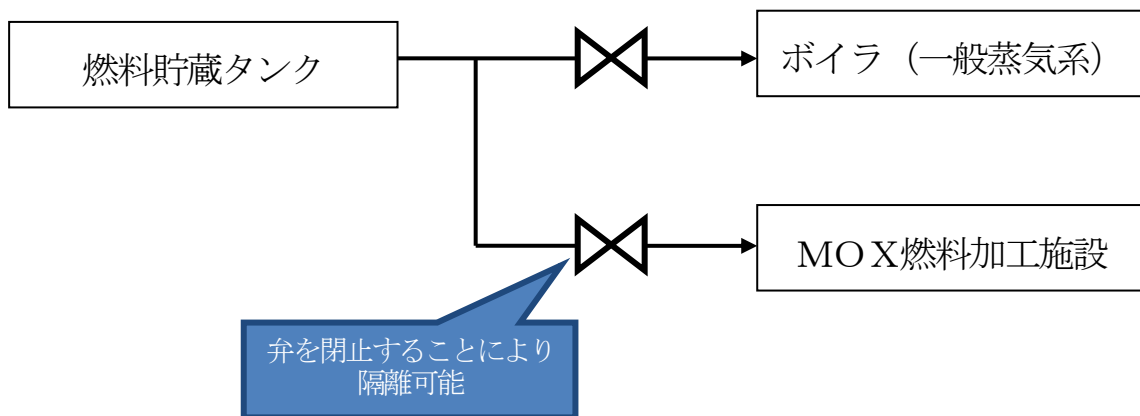 燃料貯蔵タンク
ボイラ（一般蒸気系）
ＭＯＸ燃料加工施設
弁を閉止することにより
隔離可能